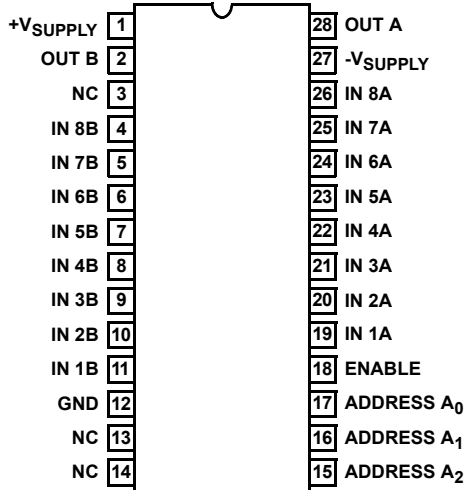 +VSUPPLY 1 28 OUT A
OUT B 2 27 -VSUPPLY
NC 3 26 IN 8A
IN 8B 4 25 IN 7A
IN 7B 5 24 IN 6A
IN 6B 6 23 IN 5A
IN 5B 7 22 IN 4A
IN 4B 8 21 IN 3A
IN 3B 9 20 IN 2A
IN 2B 10 19 IN 1A
IN 1B 11 18 ENABLE
GND 12 17 ADDRESS A0
NC 13 16 ADDRESS A1
NC 14 15 ADDRESS A2